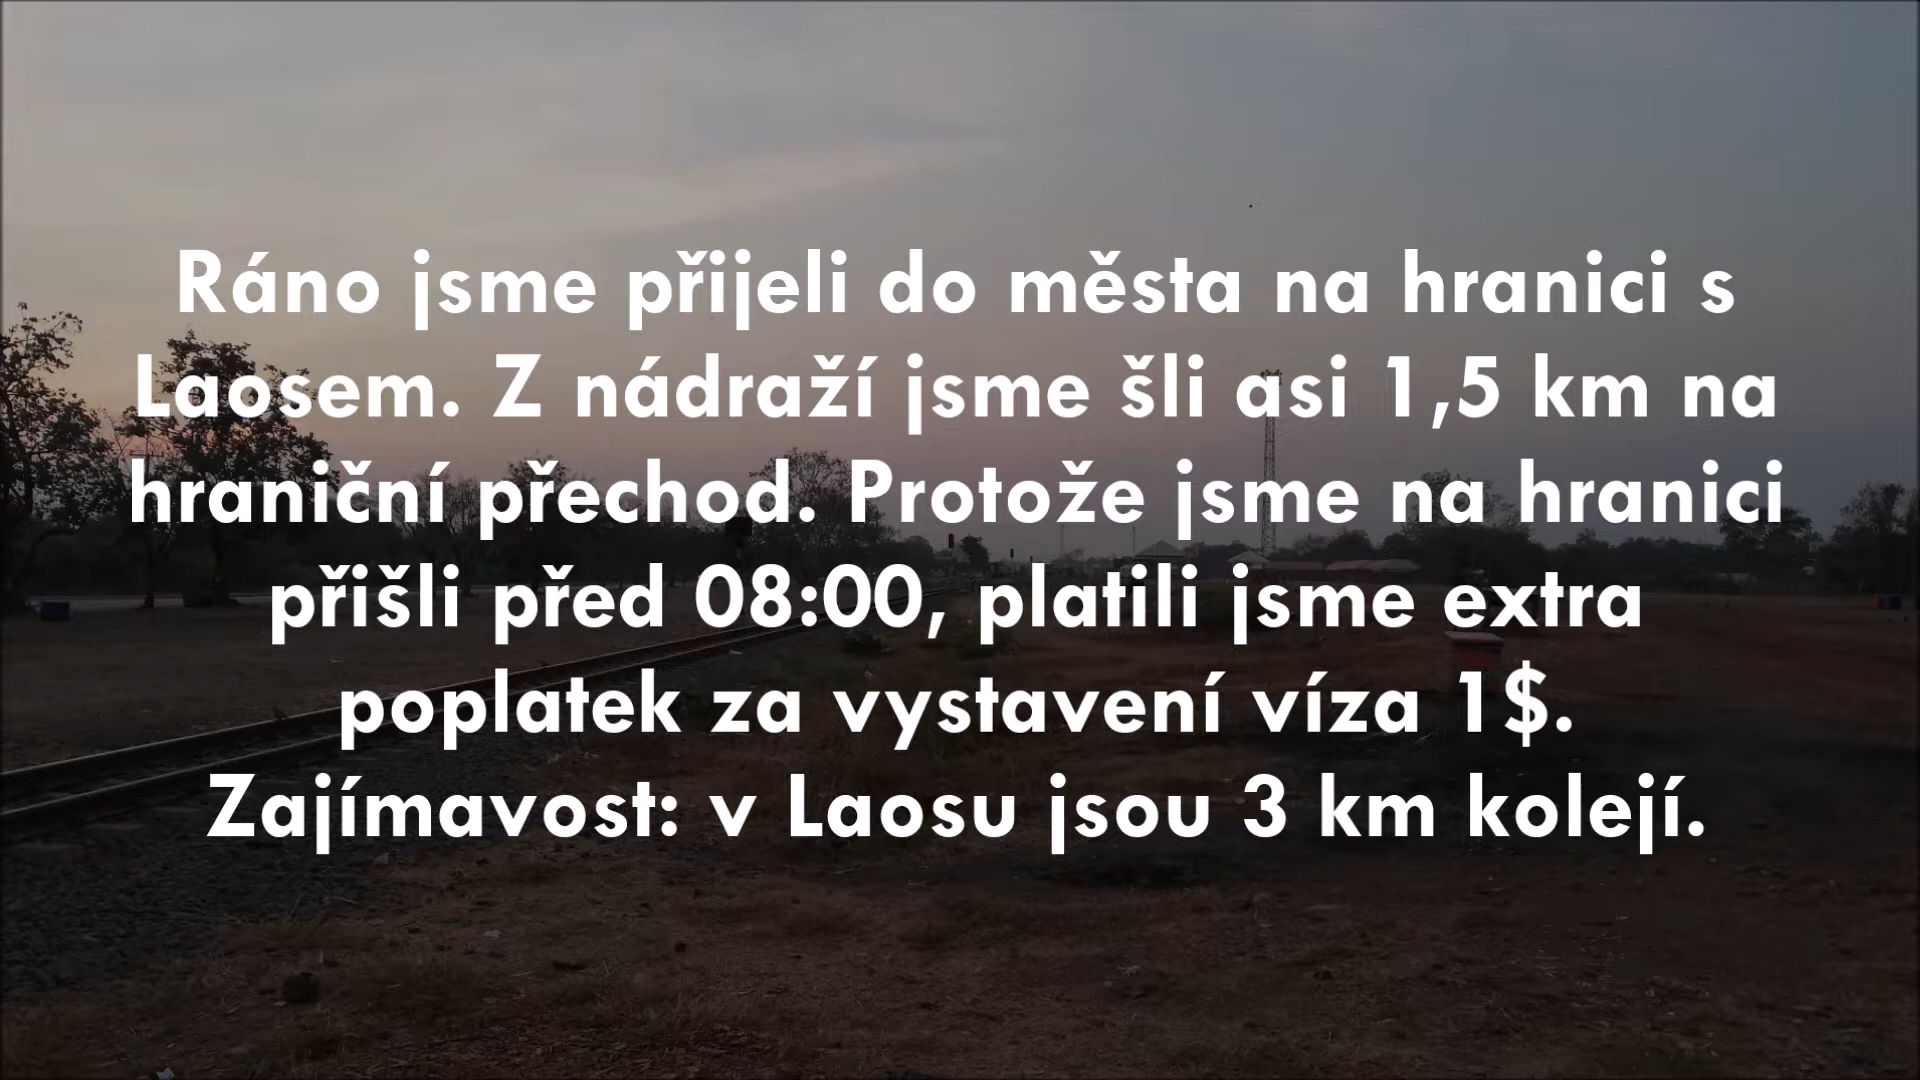 Ráno jsme přijeli do města na hranici s
Laosem. Z nádraží jsme šli asi 1,5 km na
hraniční přechod. Protože jsme na hranici
přišli před 08:00, platili jsme extra
poplatek za vystavení víza 1$.
Zajímavost: v Laosu jsou 3 km kolejí.